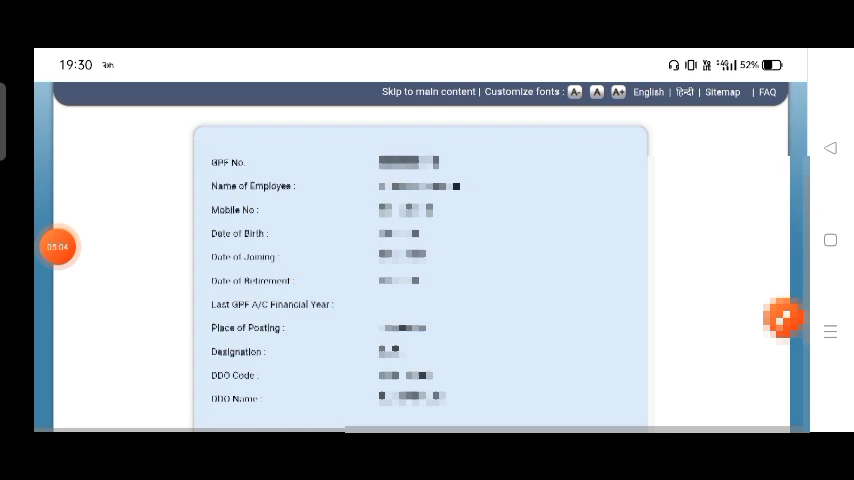 19:30
52%
Skip to main content | Customize fonts : A- A A+ English | हिन्दी | Sitemap | FAQ
GPF No.
Name of Employee :
Mobile No :
Date of Birth :
05:04
Date of Joining :
Date of Retirement :
Last GPF A/C Financial Year :
Place of Posting :
Designation :
DDO Code :
DDO Name :